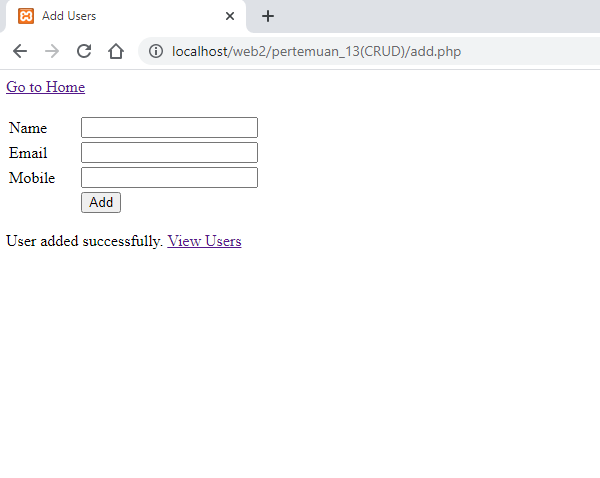 Add Users
localhost/web2/pertemuan_13(CRUD)/add.php
Go to Home
Name
Email
Mobile
Add
User added successfully. View Users